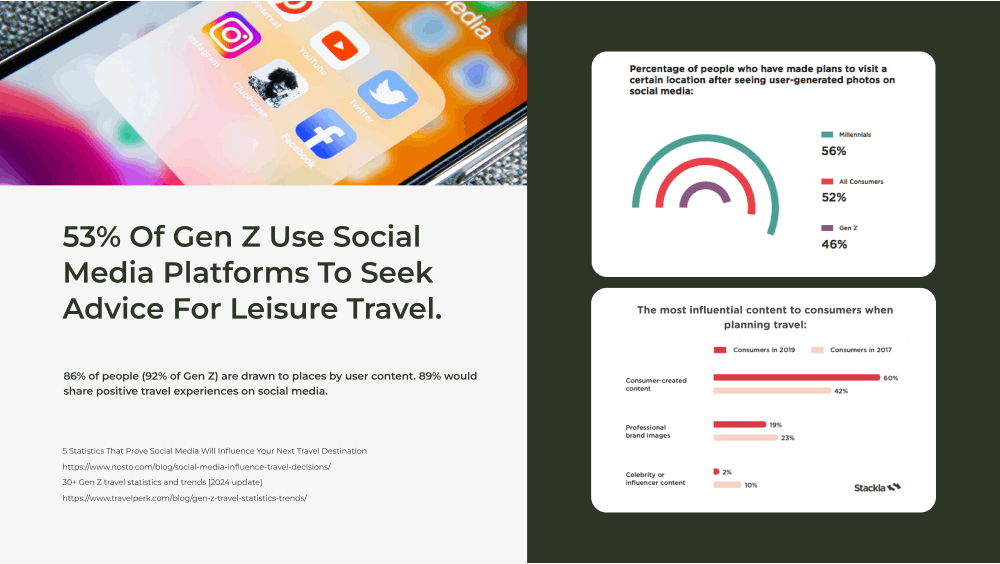 Pinterest
media
Instagram
YouTube
Clubhouse
Twitter
Facebook
53% Of Gen Z Use Social
Media Platforms To Seek
Advice For Leisure Travel.
86% of people (92% of Gen Z) are drawn to places by user content. 89% would
share positive travel experiences on social media.
5 Statistics That Prove Social Media Will Influence Your Next Travel Destination
https://www.nosto.com/blog/social-media-influence-travel-decisions/
30+ Gen Z travel statistics and trends [2024 update]
https://www.travelperk.com/blog/gen-z-travel-statistics-trends/
Percentage of people who have made plans to visit a
certain location after seeing user-generated photos on
social media:
Millennials
56%
All Consumers
52%
Gen Z
46%
The most influential content to consumers when
planning travel:
Consumers in 2019
Consumers in 2017
Consumer-created
content
60%
42%
Professional
brand images
19%
23%
Celebrity or
influencer content
2%
10%
Stackla